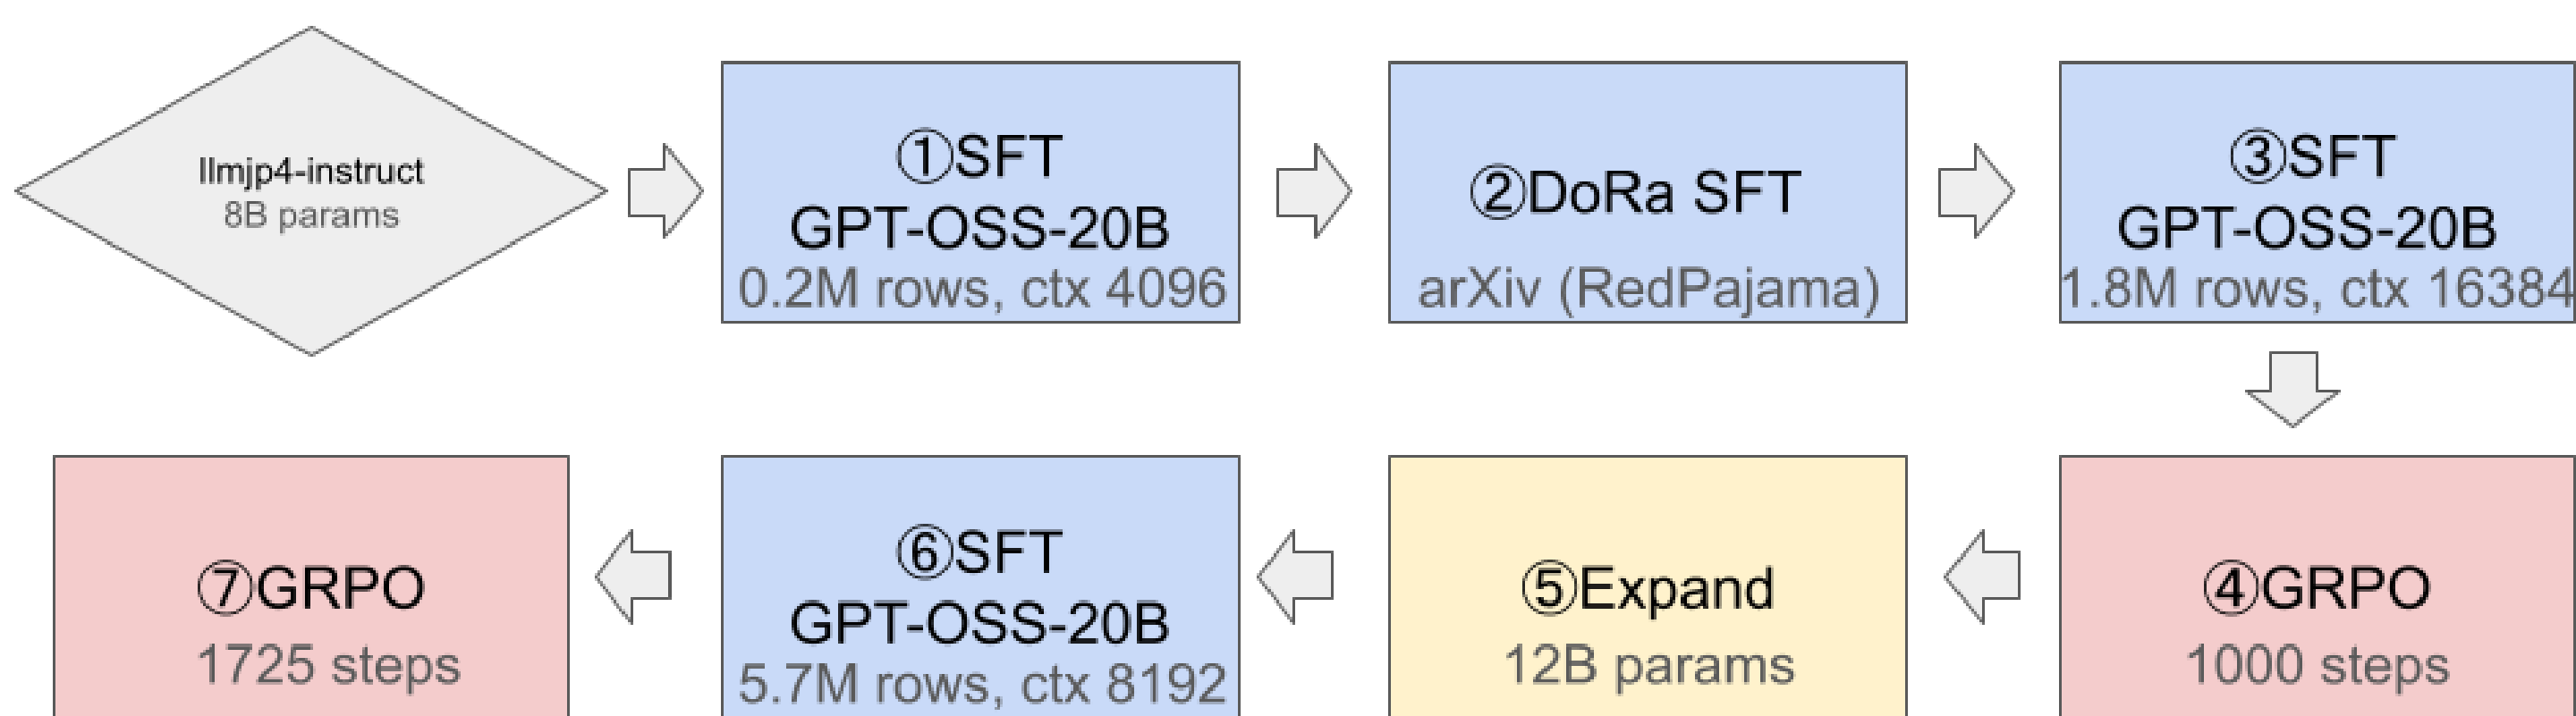 llmjp4-instruct
8B params
①SFT
GPT-OSS-20B
0.2M rows, ctx 4096
②DoRa SFT
arXiv (RedPajama)
③SFT
GPT-OSS-20B
1.8M rows, ctx 16384
④GRPO
1000 steps
⑤Expand
12B params
⑥SFT
GPT-OSS-20B
5.7M rows, ctx 8192
⑦GRPO
1725 steps